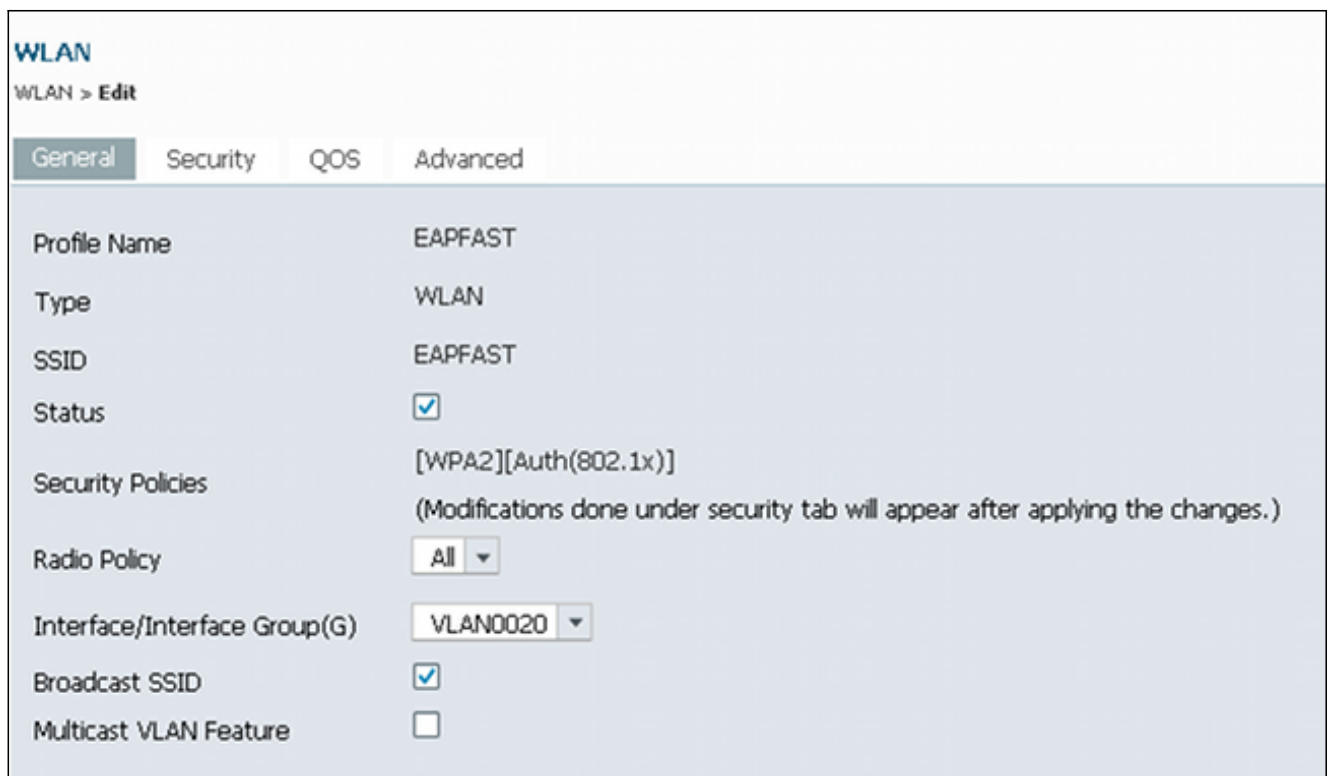 WLAN
WLAN > Edit
General Security QOS Advanced
Profile Name EAPFAST
Type WLAN
SSID EAPFAST
Status
Security Policies [WPA2][Auth(802.1x)]
(Modifications done under security tab will appear after applying the changes.)
Radio Policy All
Interface/Interface Group(G) VLAN0020
Broadcast SSID
Multicast VLAN Feature